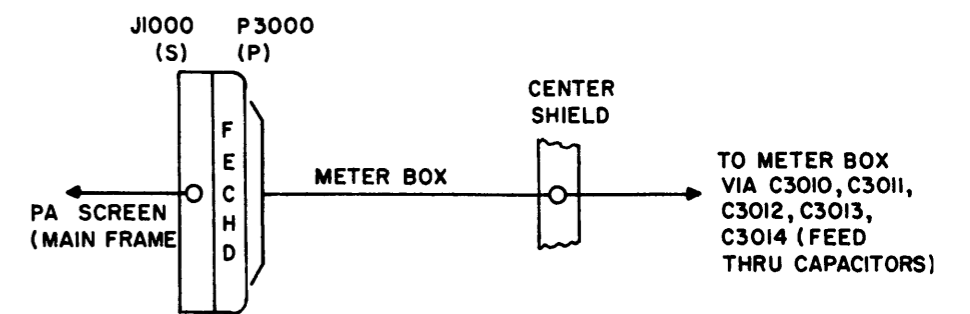 J1000 P3000
(S) (P)
CENTER
SHIELD
F
E
C
H
D
METER BOX
PA SCREEN
(MAIN FRAME
TO METER BOX
VIA C3010, C3011,
C3012, C3013,
C3014 (FEED
THRU CAPACITORS)